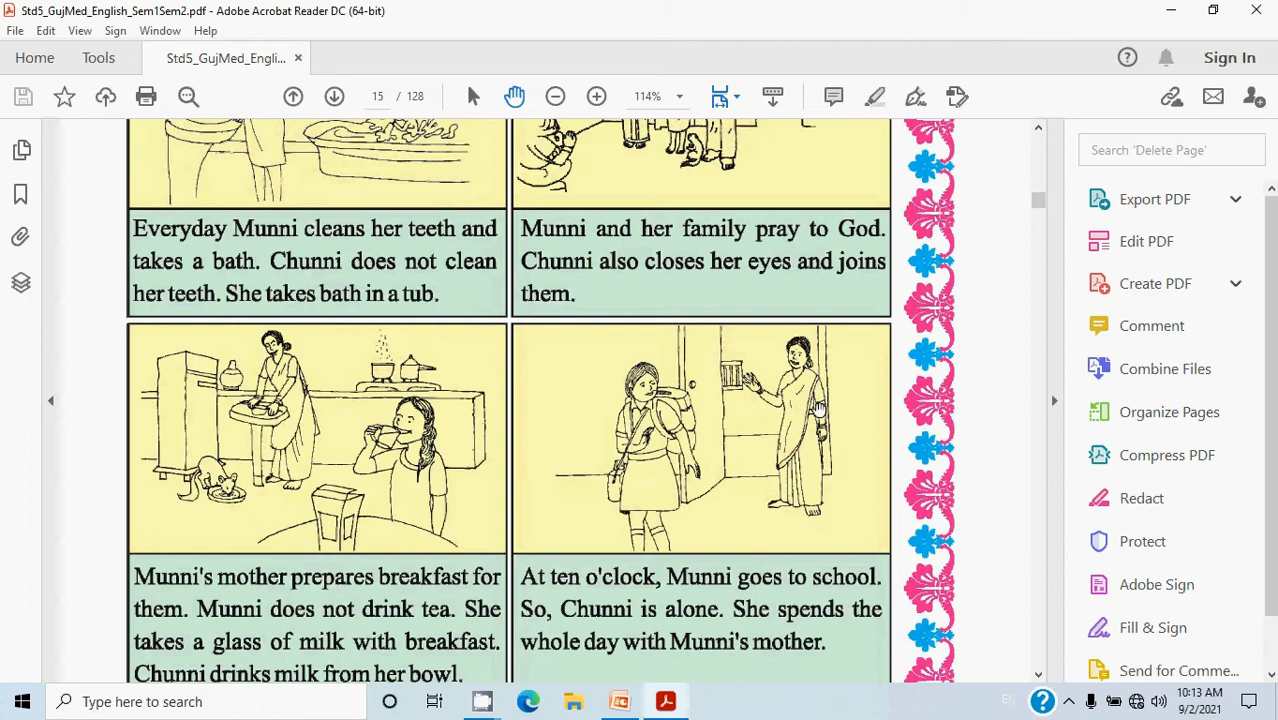 Std5_GujMed_English_Sem1Sem2.pdf - Adobe Acrobat Reader DC (64-bit)
File Edit View Sign Window Help
Home Tools Std5_GujMed_Engli... × Sign In
15 / 128 114%
Search 'Delete Page'
Everyday Munni cleans her teeth and
takes a bath. Chunni does not clean
her teeth. She takes bath in a tub.
Munni and her family pray to God.
Chunni also closes her eyes and joins
them.
Munni's mother prepares breakfast for
them. Munni does not drink tea. She
takes a glass of milk with breakfast.
Chunni drinks milk from her bowl.
At ten o'clock, Munni goes to school.
So, Chunni is alone. She spends the
whole day with Munni's mother.
Export PDF
Edit PDF
Create PDF
Comment
Combine Files
Organize Pages
Compress PDF
Redact
Protect
Adobe Sign
Fill & Sign
Send for Comme...
Type here to search
EN
10:13 AM
9/2/2021